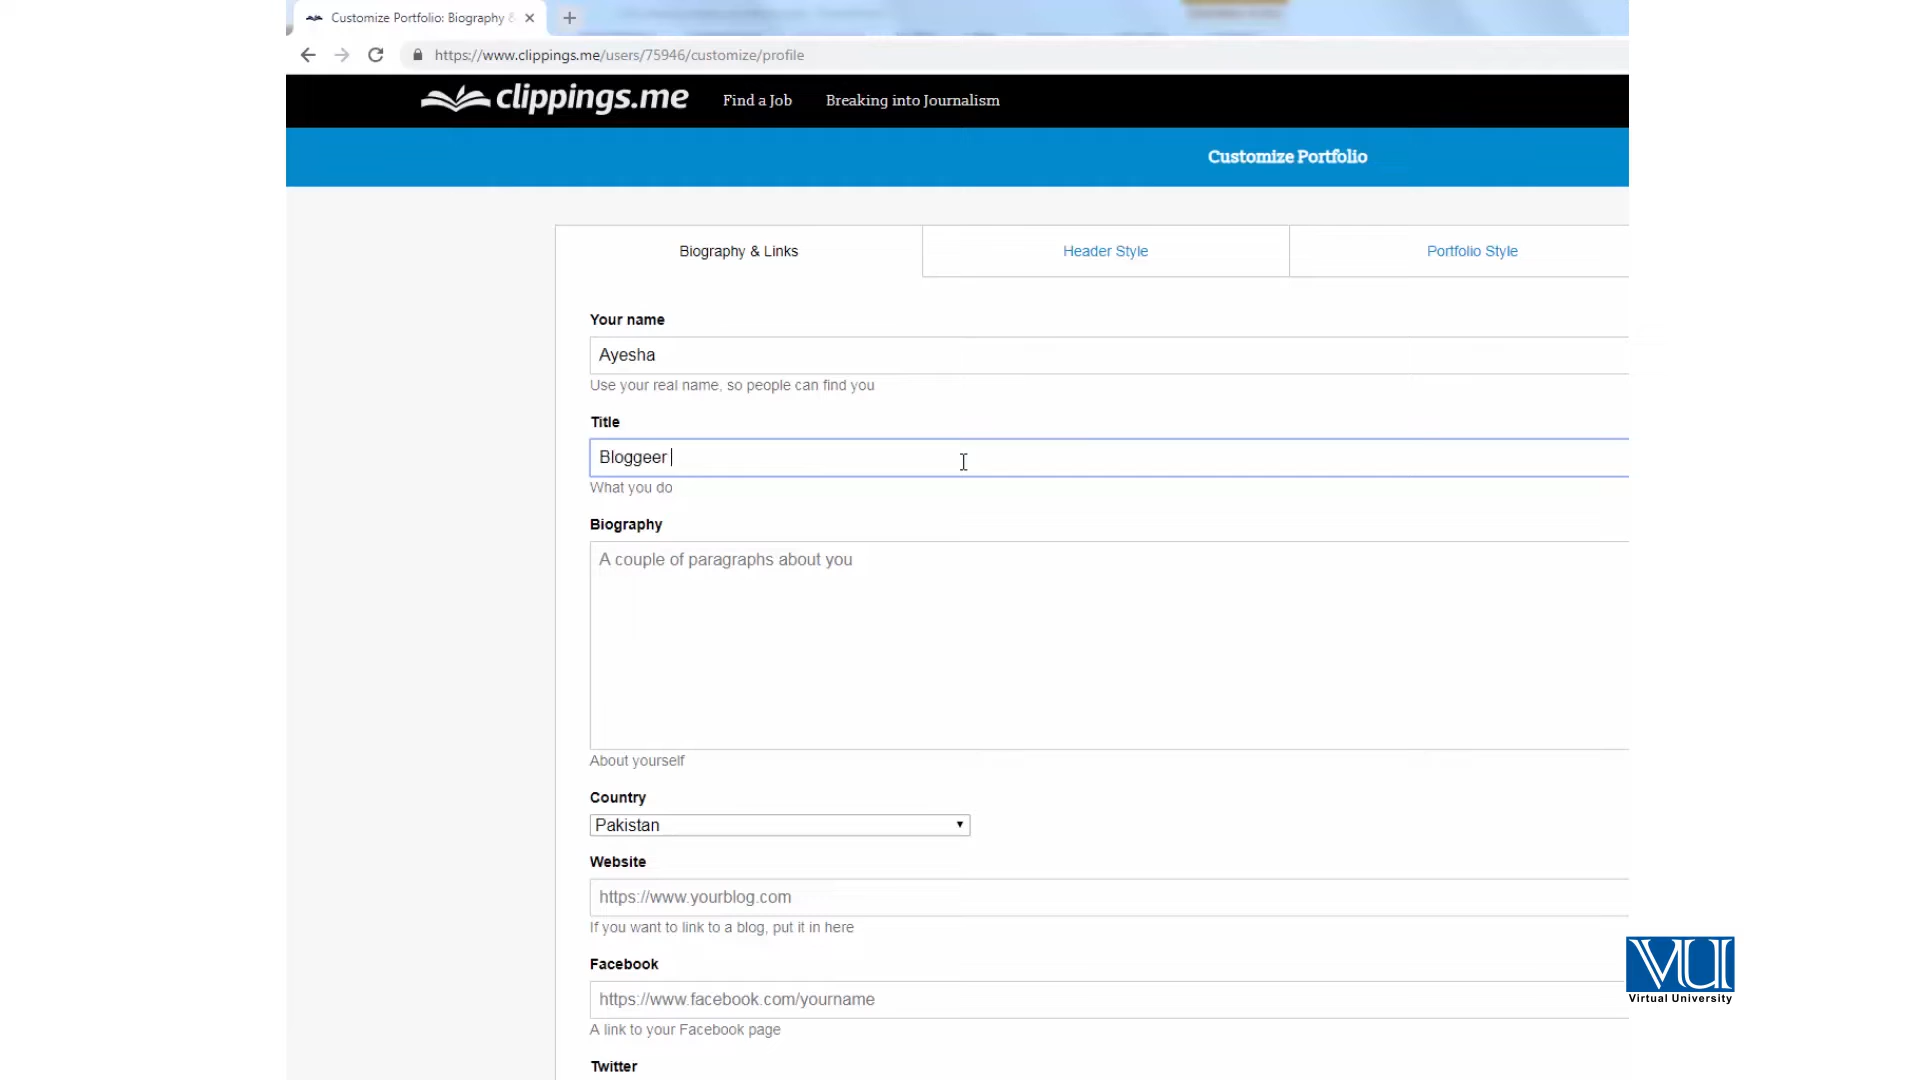 Customize Portfolio: Biography &
https://www.clippings.me/users/75946/customize/profile
clippings.me Find a Job Breaking into Journalism
Customize Portfolio
Biography & Links Header Style Portfolio Style
Your name
Ayesha
Use your real name, so people can find you
Title
Bloggeer
What you do
Biography
A couple of paragraphs about you
About yourself
Country
Pakistan
Website
https://www.yourblog.com
If you want to link to a blog, put it in here
Facebook
https://www.facebook.com/yourname
A link to your Facebook page
Twitter
VU
Virtual University